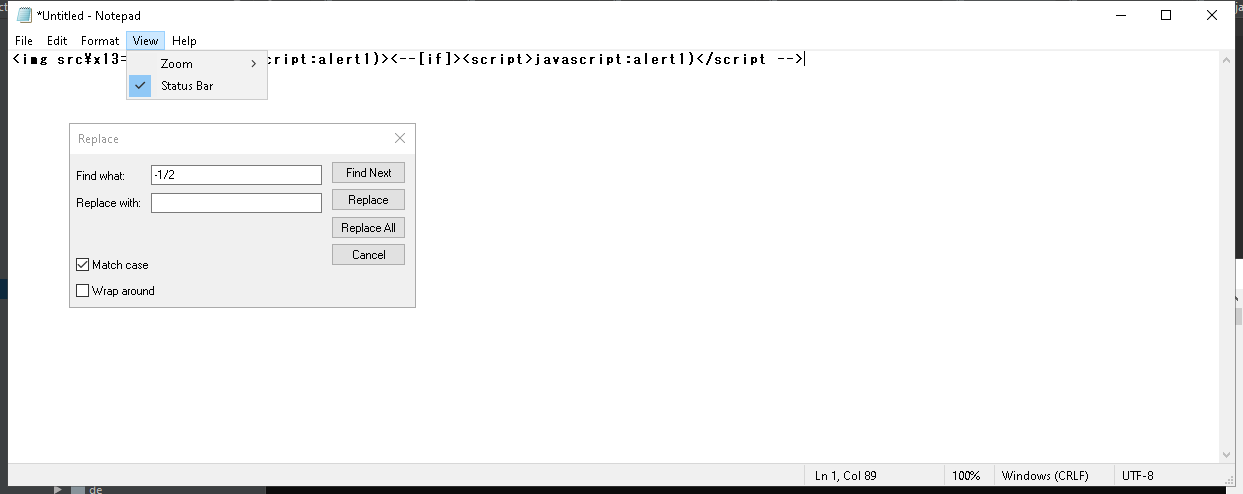 *Untitled - Notepad
File Edit Format View Help
<img src¥x13= cript:alert1)><--[if]><script>javascript:alert1)</script -->
Zoom
Status Bar
Replace
Find what: -1/2 Find Next
Replace with: Replace
Replace All
Cancel
Match case
Wrap around
Ln 1, Col 89 100% Windows (CRLF) UTF-8
de